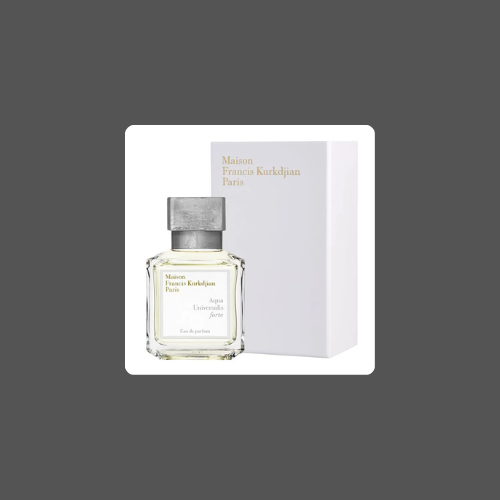 Maison
Francis Kurkdjian
Paris
Maison
Francis Kurkdjian
Paris
Aqua
Universalis
forte
Eau de parfum